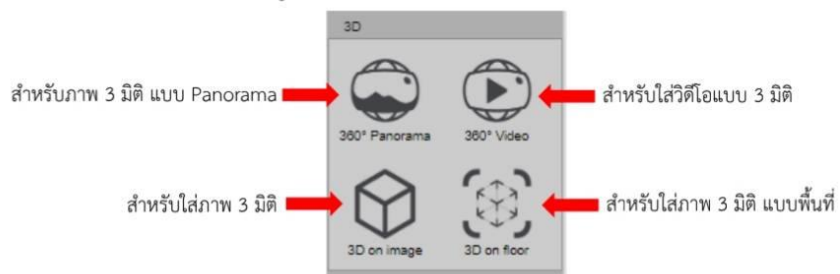 3D
สำหรับภาพ 3 มิติ แบบ Panorama
สำหรับใส่วิดีโอแบบ 3 มิติ
360° Panorama
360° Video
สำหรับใส่ภาพ 3 มิติ
สำหรับใส่ภาพ 3 มิติ แบบพื้นที่
3D on image
3D on floor